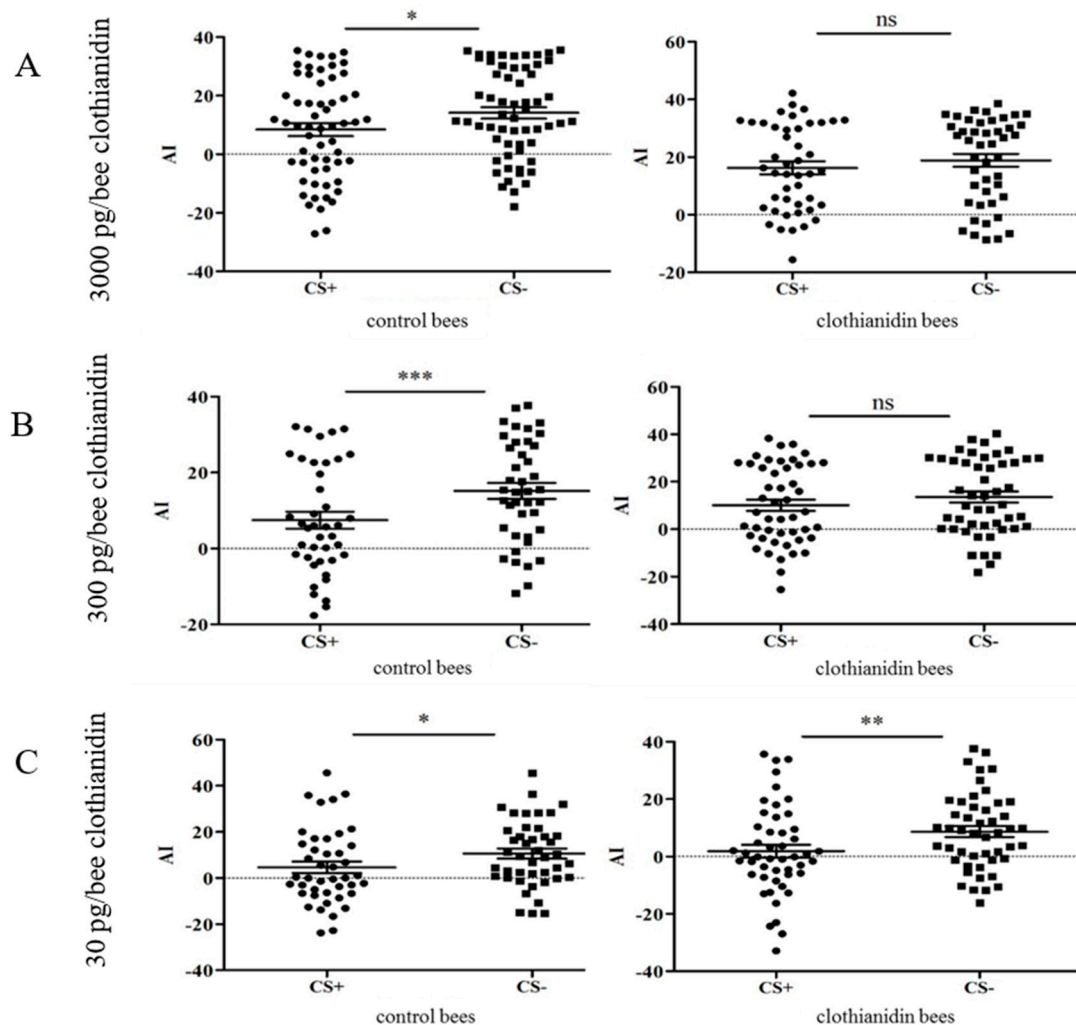 A
3000 pg/bee clothianidin
AI
40
20
0
-20
-40
*
CS+
CS-
control bees
AI
60
40
20
0
-20
ns
CS+
CS-
clothianidin bees
B
300 pg/bee clothianidin
AI
40
20
0
-20
***
CS+
CS-
control bees
AI
60
40
20
0
-20
-40
ns
CS+
CS-
clothianidin bees
C
30 pg/bee clothianidin
AI
60
40
20
0
-20
-40
*
CS+
CS-
control bees
AI
40
20
0
-20
-40
**
CS+
CS-
clothianidin bees